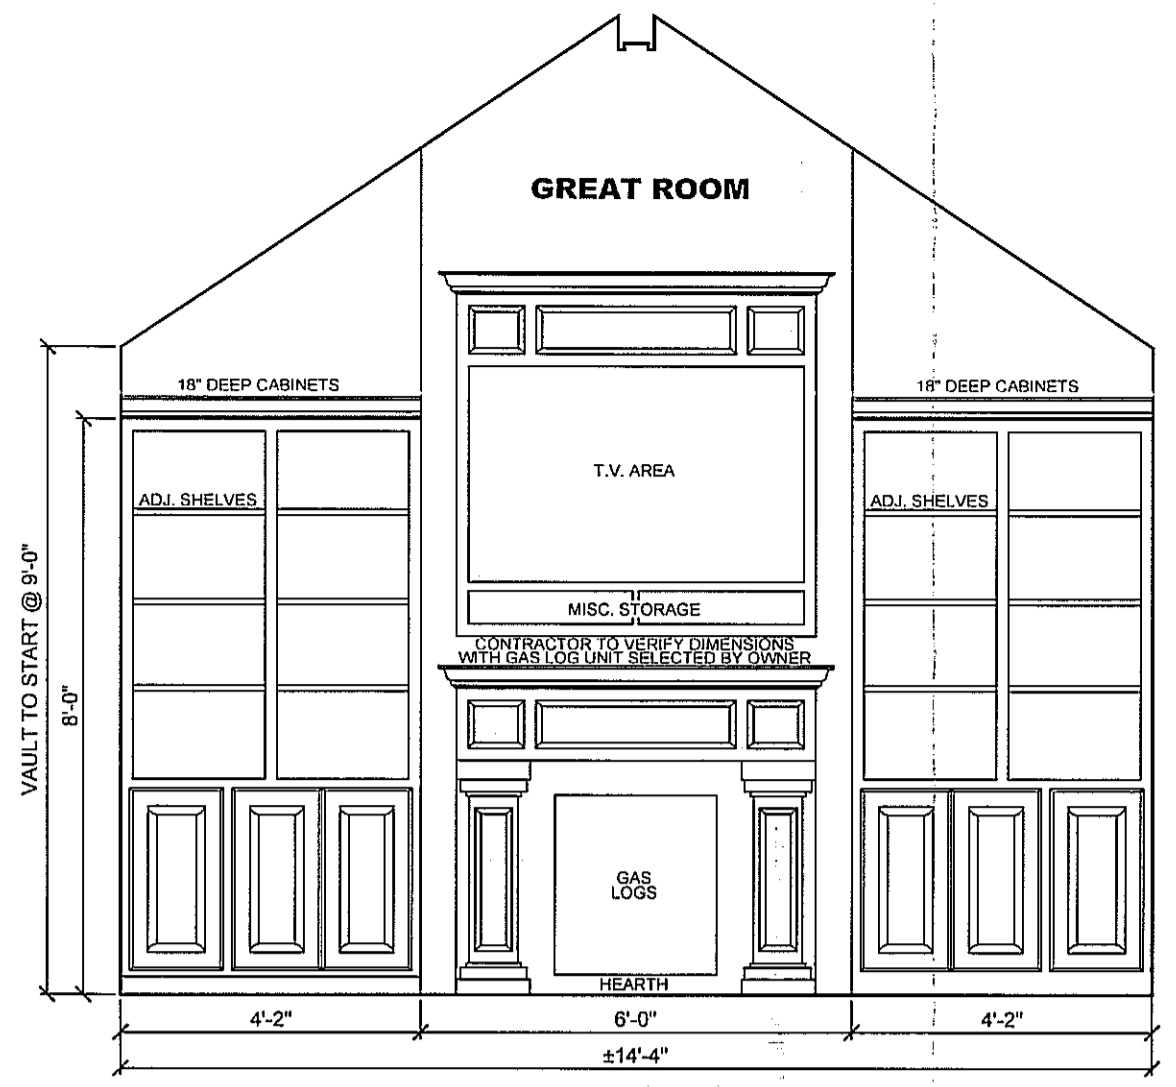 GREAT ROOM
18" DEEP CABINETS
18" DEEP CABINETS
T.V. AREA
ADJ. SHELVES
ADJ. SHELVES
VAULT TO START @ 9'-0"
8'-0"
MISC. STORAGE
CONTRACTOR TO VERIFY DIMENSIONS
WITH GAS LOG UNIT SELECTED BY OWNER
GAS
LOGS
HEARTH
4'-2"
6'-0"
4'-2"
±14'-4"